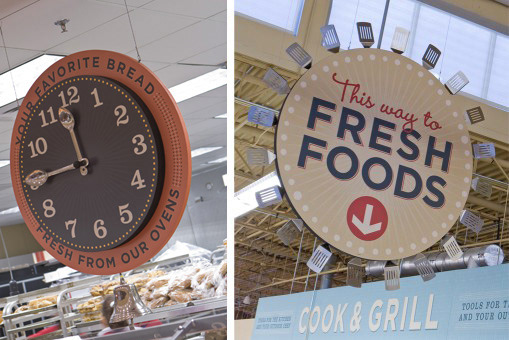 YOUR FAVORITE BREAD
12
1
2
3
4
5
6
7
8
9
10
11
FRESH FROM OUR OVENS
This way to
FRESH
FOODS
COOK & GRILL
TOOLS FOR
AND YOUR